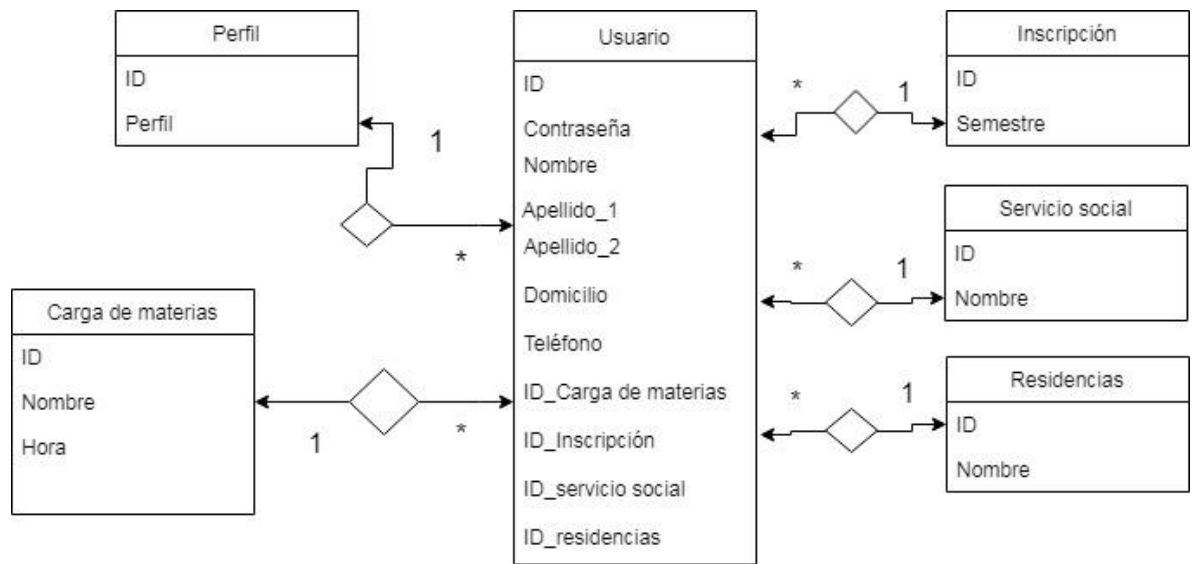 Perfil
ID
Perfil
1
*
Carga de materias
ID
Nombre
Hora
1
*
Usuario
ID
Contraseña
Nombre
Apellido_1
Apellido_2
Domicilio
Teléfono
ID_Carga de materias
ID_Inscripción
ID_servicio social
ID_residencias
* 1
Inscripción
ID
Semestre
* 1
Servicio social
ID
Nombre
* 1
Residencias
ID
Nombre